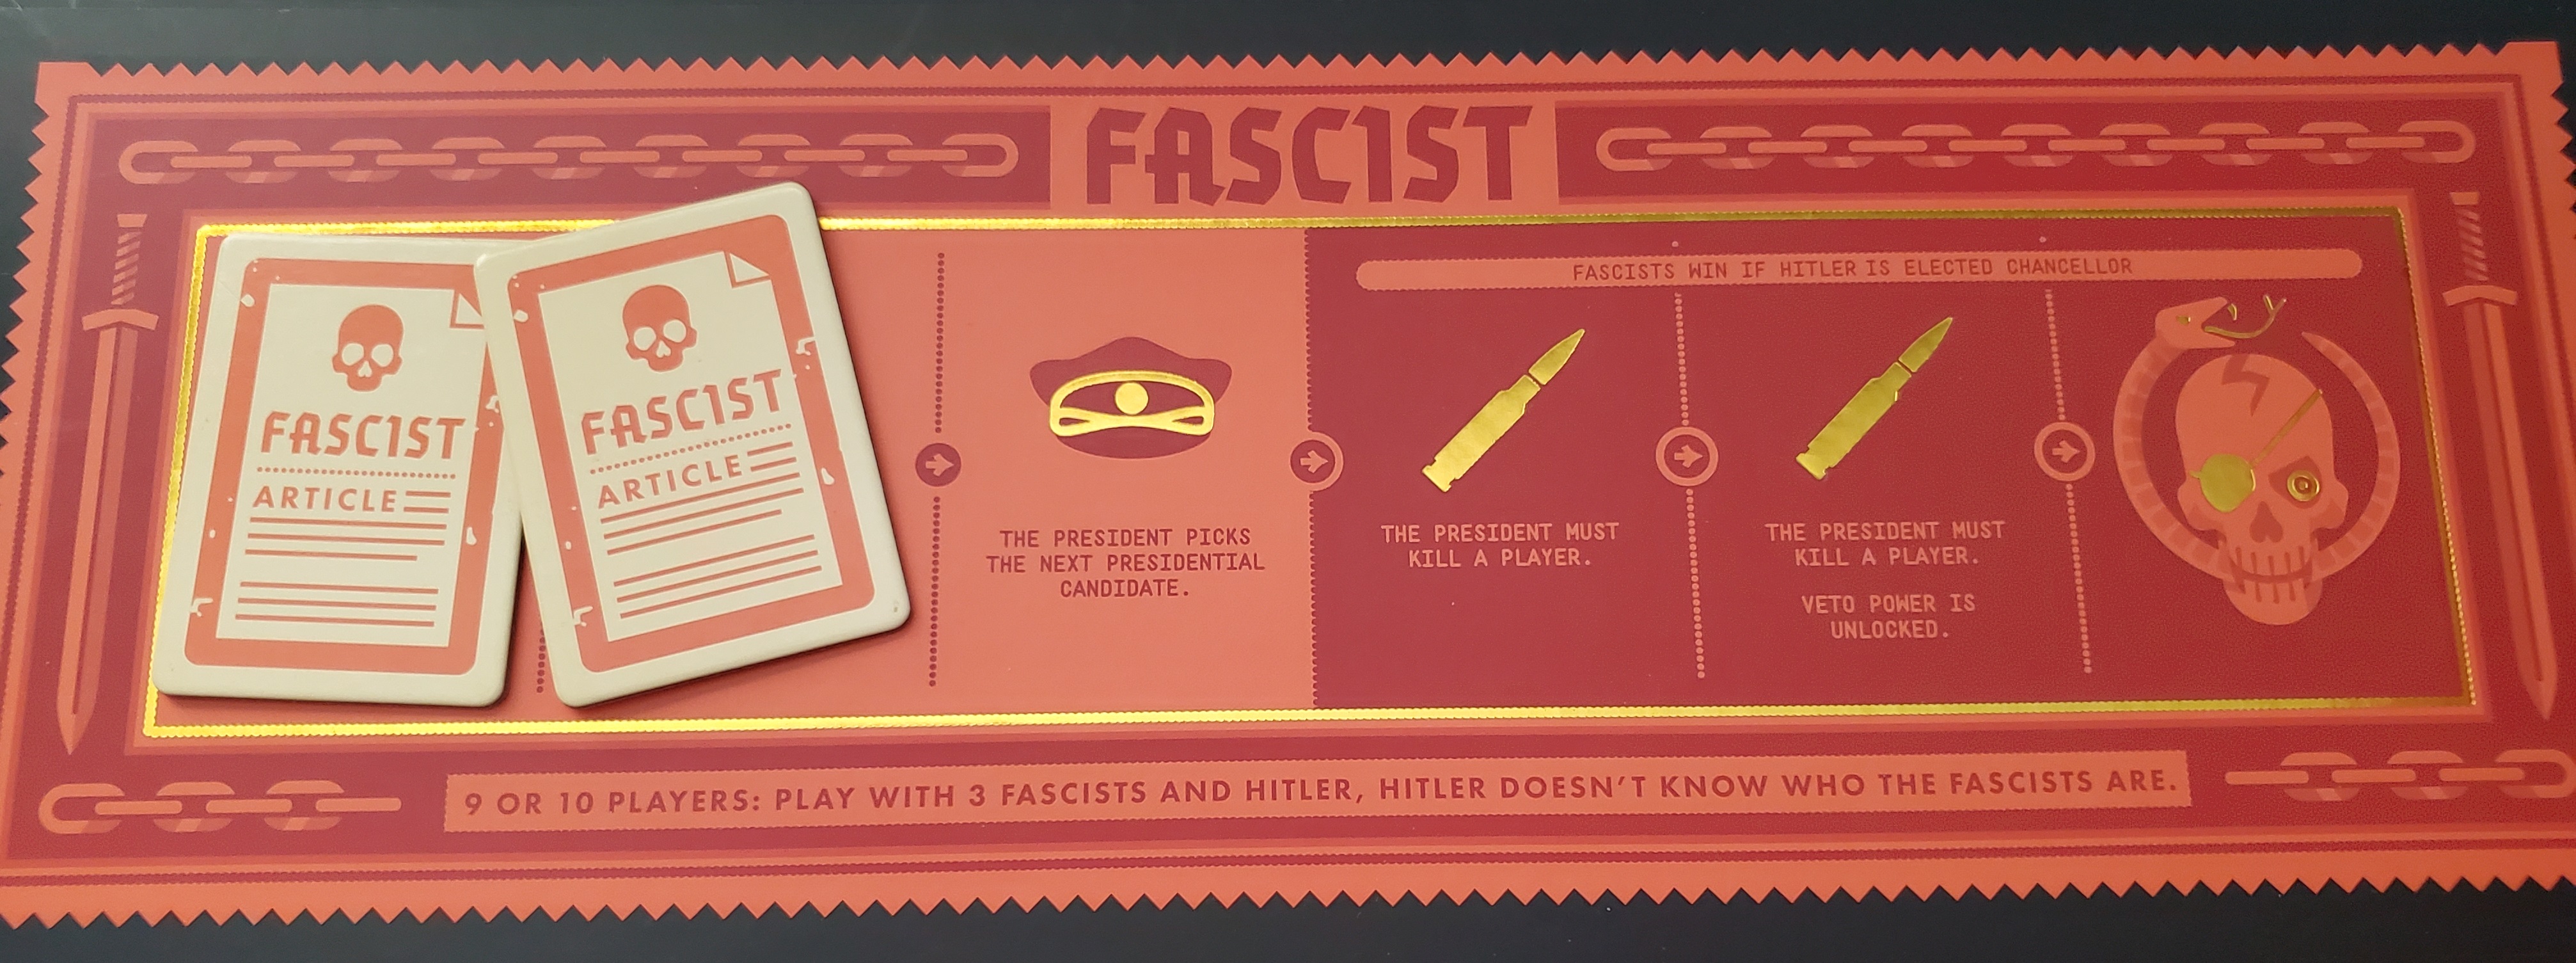 FASCIST
FASCISTS WIN IF HITLER IS ELECTED CHANCELLOR
FASCIST
ARTICLE
FASCIST
ARTICLE
THE PRESIDENT PICKS
THE NEXT PRESIDENTIAL
CANDIDATE.
THE PRESIDENT MUST
KILL A PLAYER.
THE PRESIDENT MUST
KILL A PLAYER.
VETO POWER IS
UNLOCKED.
9 OR 10 PLAYERS: PLAY WITH 3 FASCISTS AND HITLER, HITLER DOESN'T KNOW WHO THE FASCISTS ARE.